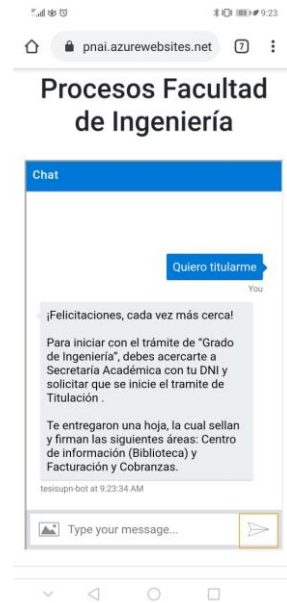 9:23
pnai.azurewebsites.net
7
Procesos Facultad
de Ingeniería
Chat
Quiero titularme
You
¡Felicitaciones, cada vez más cerca!
Para iniciar con el trámite de "Grado
de Ingeniería", debes acercarte a
Secretaría Académica con tu DNI y
solicitar que se inicie el tramite de
Titulación .
Te entregaron una hoja, la cual sellan
y firman las siguientes áreas: Centro
de información (Biblioteca) y
Facturación y Cobranzas.
tesisupn-bot at 9:23:34 AM
Type your message...